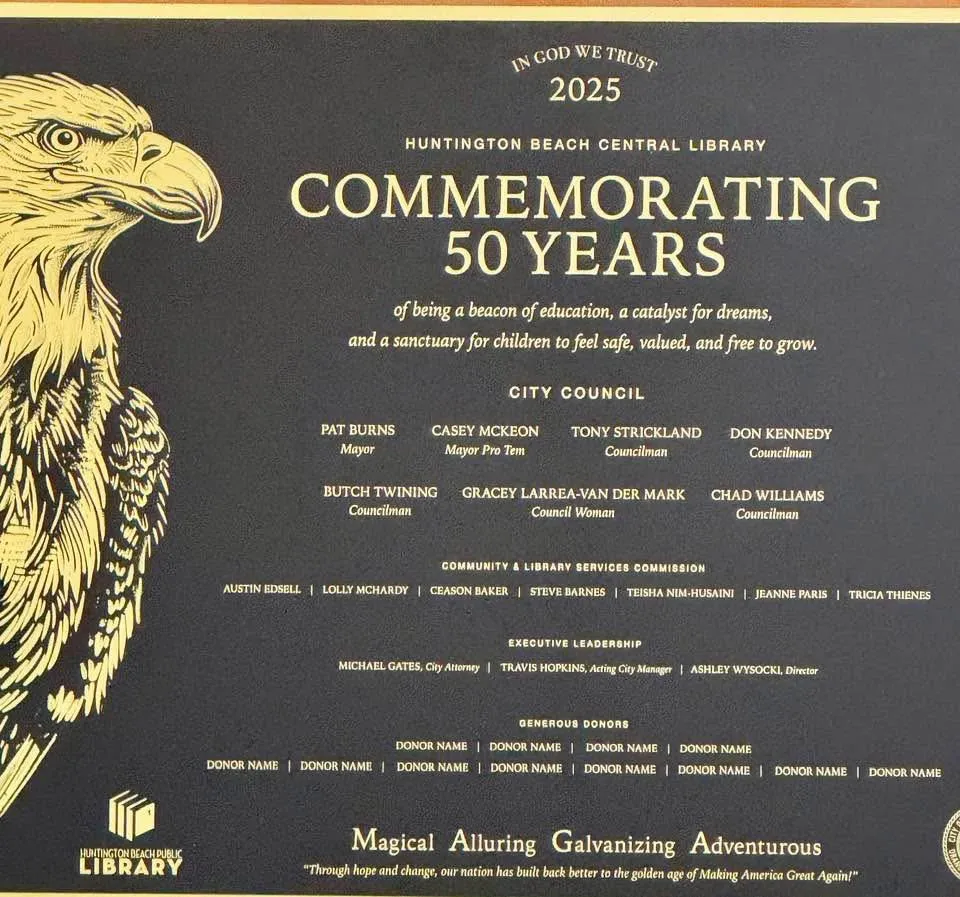 IN GOD WE TRUST
2025
HUNTINGTON BEACH CENTRAL LIBRARY
COMMEMORATING
50 YEARS
of being a beacon of education, a catalyst for dreams,
and a sanctuary for children to feel safe, valued, and free to grow.
CITY COUNCIL
PAT BURNS CASEY MCKEON TONY STRICKLAND DON KENNEDY
Mayor Mayor Pro Tem Councilman Councilman
BUTCH TWINING GRACEY LARREA-VAN DER MARK CHAD WILLIAMS
Councilman Council Woman Councilman
COMMUNITY & LIBRARY SERVICES COMMISSION
AUSTIN EDSELL | LOLLY MCHARDY | CEASON BAKER | STEVE BARNES | TEISHA NIM-HUSAINI | JEANNE PARIS | TRICIA THIENES
EXECUTIVE LEADERSHIP
MICHAEL GATES, City Attorney | TRAVIS HOPKINS, Acting City Manager | ASHLEY WYSOCKI, Director
GENEROUS DONORS
DONOR NAME | DONOR NAME | DONOR NAME | DONOR NAME
DONOR NAME | DONOR NAME | DONOR NAME | DONOR NAME | DONOR NAME | DONOR NAME | DONOR NAME | DONOR NAME
Magical Alluring Galvanizing Adventurous
"Through hope and change, our nation has built back better to the golden age of Making America Great Again!"
HUNTINGTON BEACH PUBLIC
LIBRARY